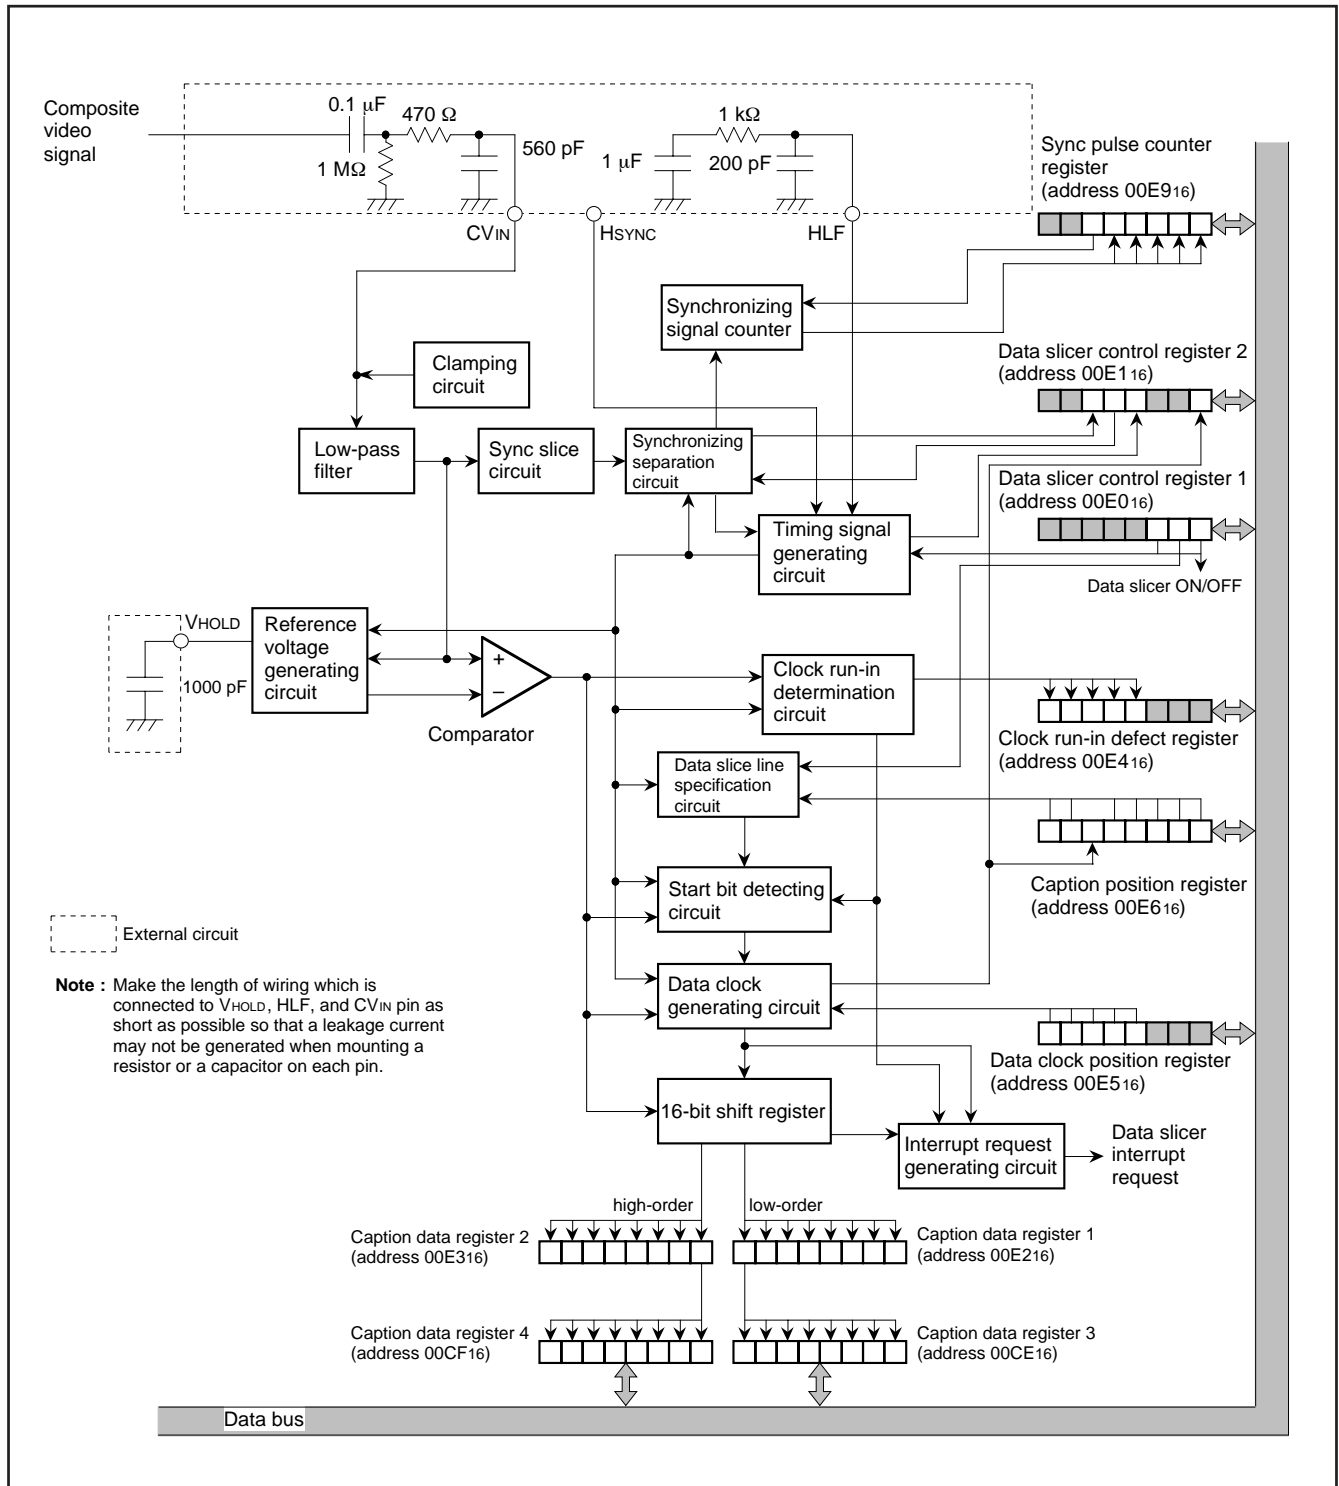 Composite
video
signal
0.1 μF
470 Ω
1 MΩ
560 pF
1 μF
1 kΩ
200 pF
CVIN
HSYNC
HLF
Sync pulse counter
register
(address 00E916)
Synchronizing
signal counter
Clamping
circuit
Data slicer control register 2
(address 00E116)
Low-pass
filter
Sync slice
circuit
Synchronizing
separation
circuit
Data slicer control register 1
(address 00E016)
Timing signal
generating
circuit
Data slicer ON/OFF
VHOLD
1000 pF
Reference
voltage
generating
circuit
+
−
Comparator
Clock run-in
determination
circuit
Clock run-in defect register
(address 00E416)
Data slice line
specification
circuit
Start bit detecting
circuit
Caption position register
(address 00E616)
External circuit
Note : Make the length of wiring which is
connected to VHOLD, HLF, and CVIN pin as
short as possible so that a leakage current
may not be generated when mounting a
resistor or a capacitor on each pin.
Data clock
generating circuit
Data clock position register
(address 00E516)
16-bit shift register
Interrupt request
generating circuit
Data slicer
interrupt
request
high-order
low-order
Caption data register 2
(address 00E316)
Caption data register 1
(address 00E216)
Caption data register 4
(address 00CF16)
Caption data register 3
(address 00CE16)
Data bus